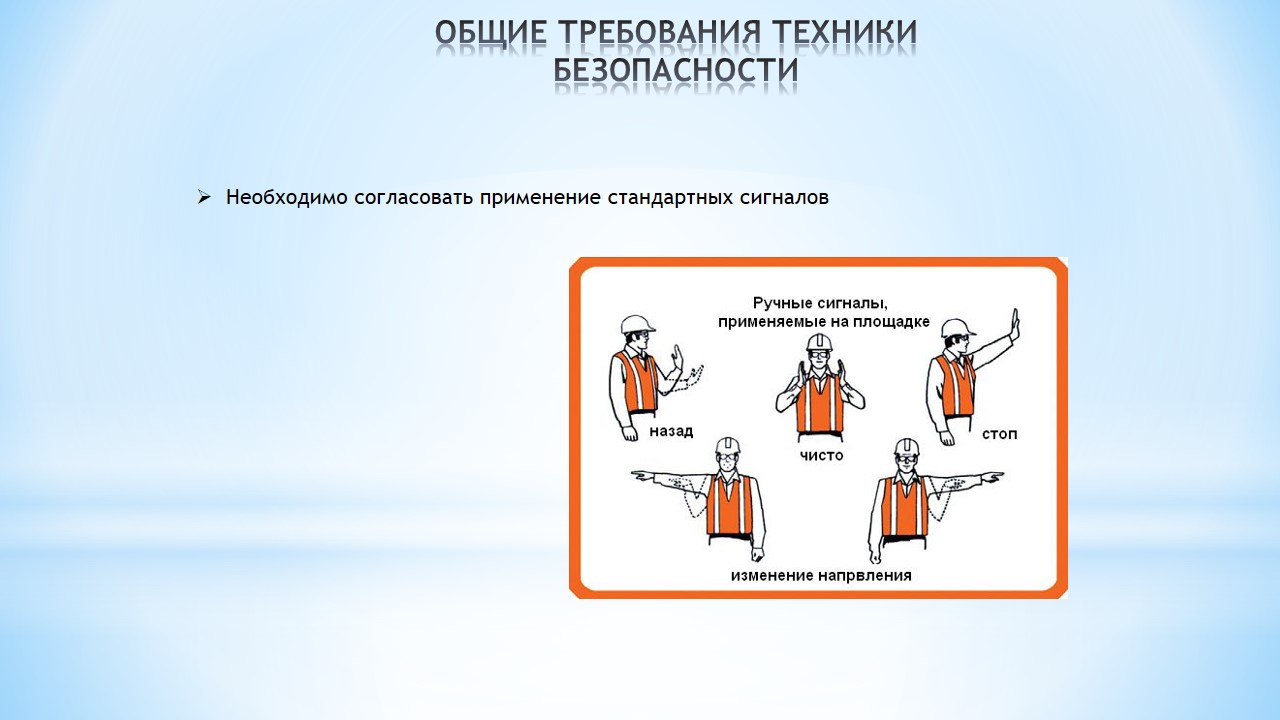 ОБЩИЕ ТРЕБОВАНИЯ ТЕХНИКИ
БЕЗОПАСНОСТИ
Необходимо согласовать применение стандартных сигналов
Ручные сигналы,
применяемые на площадке
назад
чисто
стоп
изменение напрвления